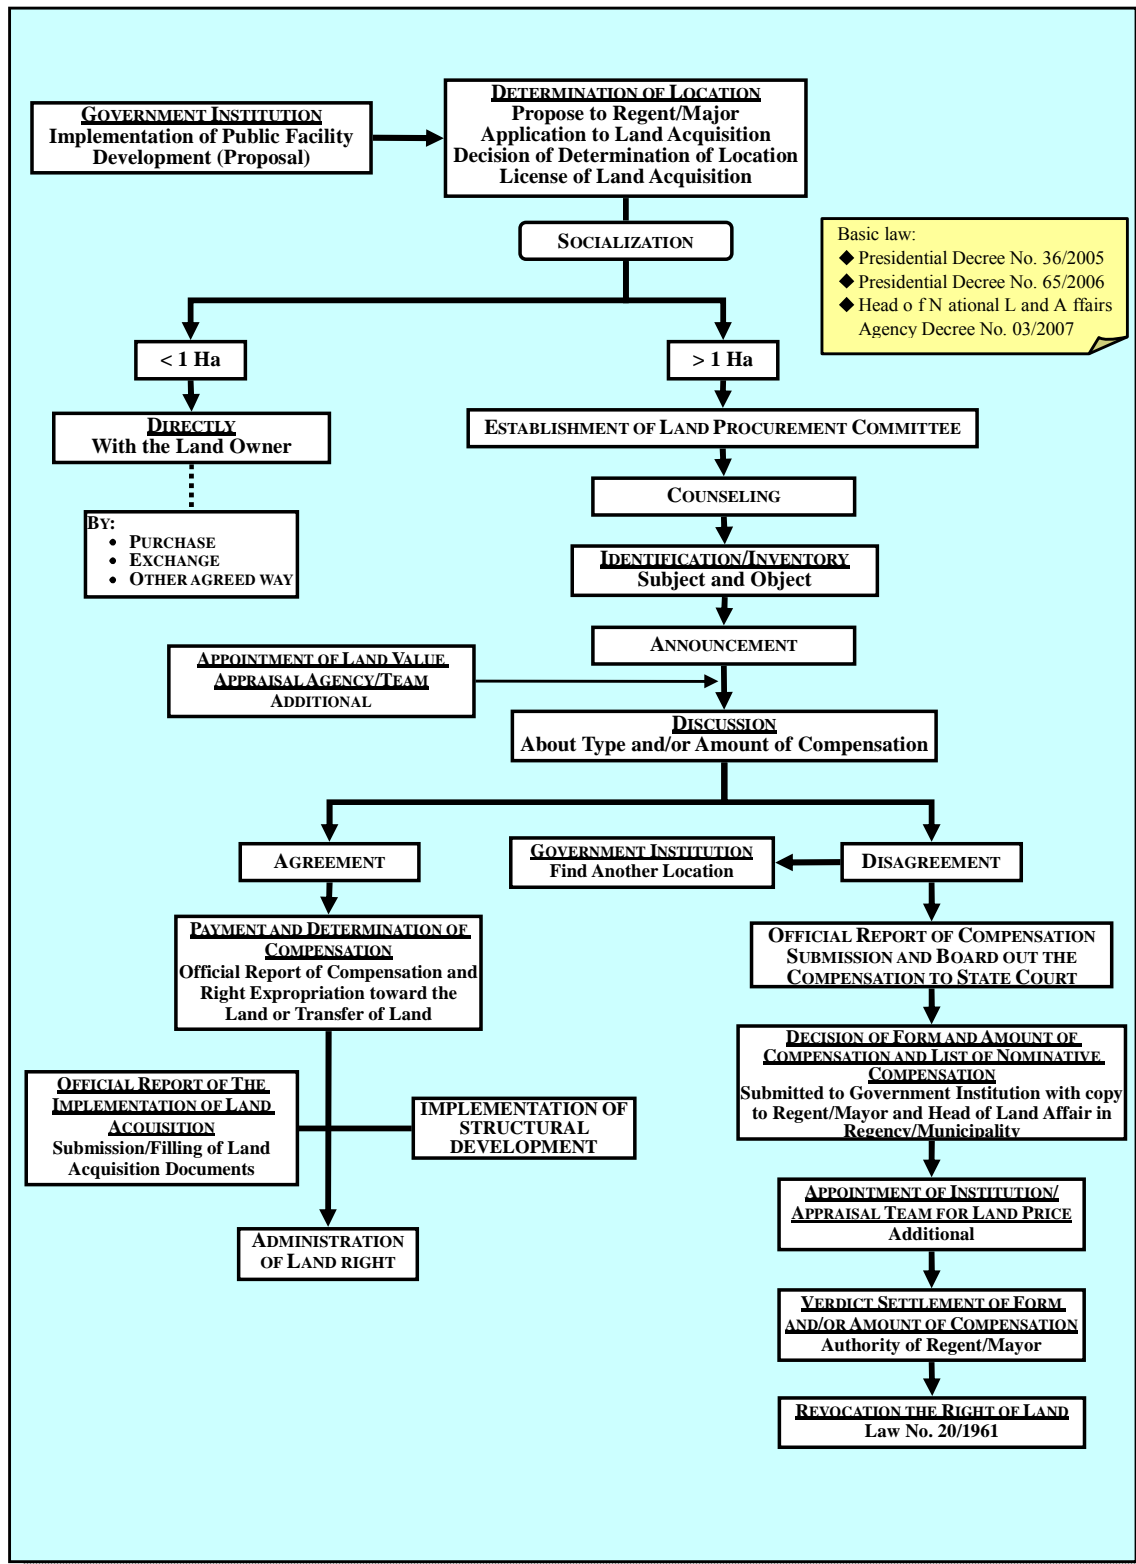 DETERMINATION OF LOCATION
Propose to Regent/Major
Application to Land Acquisition
Decision of Determination of Location
License of Land Acquisition
GOVERNMENT INSTITUTION
Implementation of Public Facility
Development (Proposal)
SOCIALIZATION
Basic law:
◆ Presidential Decree No. 36/2005
◆ Presidential Decree No. 65/2006
◆ Head o f N ational L and A ffairs
Agency Decree No. 03/2007
< 1 Ha
> 1 Ha
DIRECTLY
With the Land Owner
ESTABLISHMENT OF LAND PROCUREMENT COMMITTEE
BY:
• PURCHASE
• EXCHANGE
• OTHER AGREED WAY
COUNSELING
IDENTIFICATION/INVENTORY
Subject and Object
ANNOUNCEMENT
APPOINTMENT OF LAND VALUE
APPRAISAL AGENCY/TEAM
ADDITIONAL
DISCUSSION
About Type and/or Amount of Compensation
AGREEMENT
GOVERNMENT INSTITUTION
Find Another Location
DISAGREEMENT
PAYMENT AND DETERMINATION OF
COMPENSATION
Official Report of Compensation and
Right Expropriation toward the
Land or Transfer of Land
OFFICIAL REPORT OF COMPENSATION
SUBMISSION AND BOARD OUT THE
COMPENSATION TO STATE COURT
DECISION OF FORM AND AMOUNT OF
COMPENSATION AND LIST OF NOMINATIVE
COMPENSATION
Submitted to Government Institution with copy
to Regent/Mayor and Head of Land Affair in
Regency/Municipality
OFFICIAL REPORT OF THE
IMPLEMENTATION OF LAND
ACQUISITION
Submission/Filling of Land
Acquisition Documents
IMPLEMENTATION OF
STRUCTURAL
DEVELOPMENT
APPOINTMENT OF INSTITUTION/
APPRAISAL TEAM FOR LAND PRICE
Additional
ADMINISTRATION
OF LAND RIGHT
VERDICT SETTLEMENT OF FORM
AND/OR AMOUNT OF COMPENSATION
Authority of Regent/Mayor
REVOCATION THE RIGHT OF LAND
Law No. 20/1961